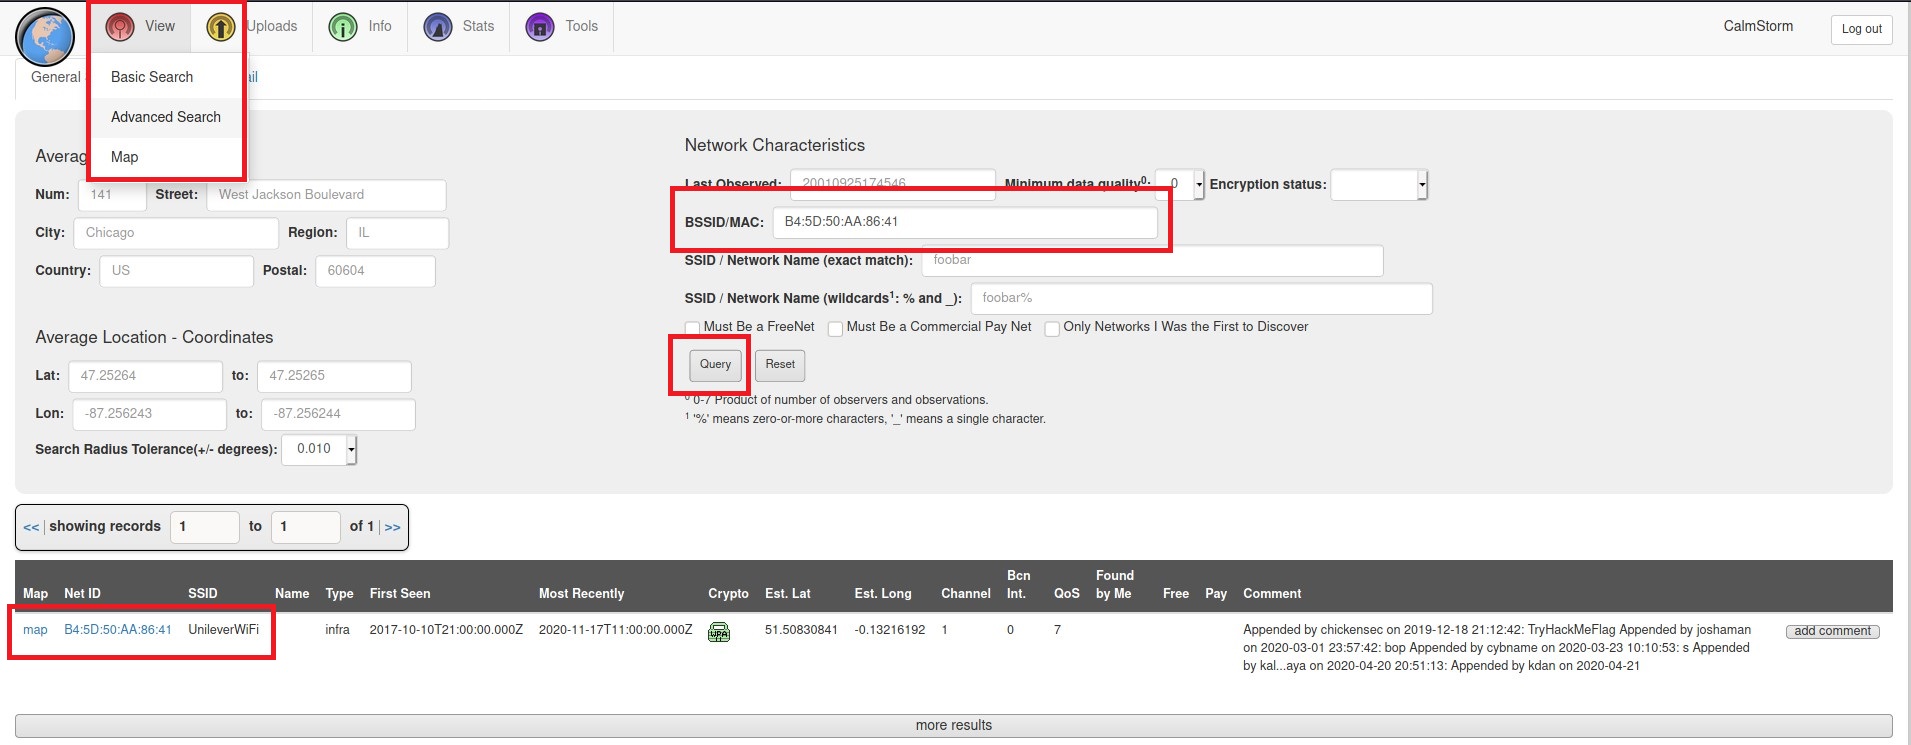 View
Uploads
Info
Stats
Tools
CalmStorm
Log out
Basic Search
Advanced Search
Map
General
ail
Averag
Num: 141 Street: West Jackson Boulevard
City: Chicago Region: IL
Country: US Postal: 60604
Average Location - Coordinates
Lat: 47.25264 to: 47.25265
Lon: -87.256243 to: -87.256244
Search Radius Tolerance(+/- degrees): 0.010
Network Characteristics
Last Observed: 20010925174546 Minimum data quality0: 0 Encryption status:
BSSID/MAC: B4:5D:50:AA:86:41
SSID / Network Name (exact match): foobar
SSID / Network Name (wildcards1: % and _): foobar%
Must Be a FreeNet Must Be a Commercial Pay Net Only Networks I Was the First to Discover
Query Reset
0 0-7 Product of number of observers and observations.
1 '%' means zero-or-more characters, '_' means a single character.
<< | showing records 1 to 1 of 1 | >>
Map Net ID SSID Name Type First Seen Most Recently Crypto Est. Lat Est. Long Channel Bcn Int. QoS Found by Me Free Pay Comment
map B4:5D:50:AA:86:41 UnileverWiFi infra 2017-10-10T21:00:00.000Z 2020-11-17T11:00:00.000Z WPA 51.50830841 -0.13216192 1 0 7
Appended by chickensec on 2019-12-18 21:12:42: TryHackMeFlag Appended by joshaman
on 2020-03-01 23:57:42: bop Appended by cybname on 2020-03-23 10:10:53: s Appended
by kal...aya on 2020-04-20 20:51:13: Appended by kdan on 2020-04-21
add comment
more results